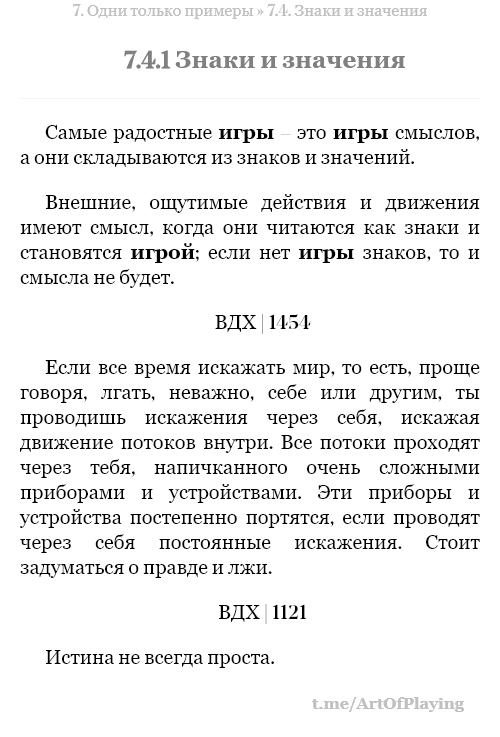 7. Одни только примеры » 7.4. Знаки и значения
7.4.1 Знаки и значения
Самые радостные игры – это игры смыслов,
а они складываются из знаков и значений.
Внешние, ощутимые действия и движения
имеют смысл, когда они читаются как знаки и
становятся игрой; если нет игры знаков, то и
смысла не будет.
ВДХ | 1454
Если все время искажать мир, то есть, проще
говоря, лгать, неважно, себе или другим, ты
проводишь искажения через себя, искажая
движение потоков внутри. Все потоки проходят
через тебя, напичканного очень сложными
приборами и устройствами. Эти приборы и
устройства постепенно портятся, если проводят
через себя постоянные искажения. Стоит
задуматься о правде и лжи.
ВДХ | 1121
Истина не всегда проста.
t.me/ArtOfPlaying